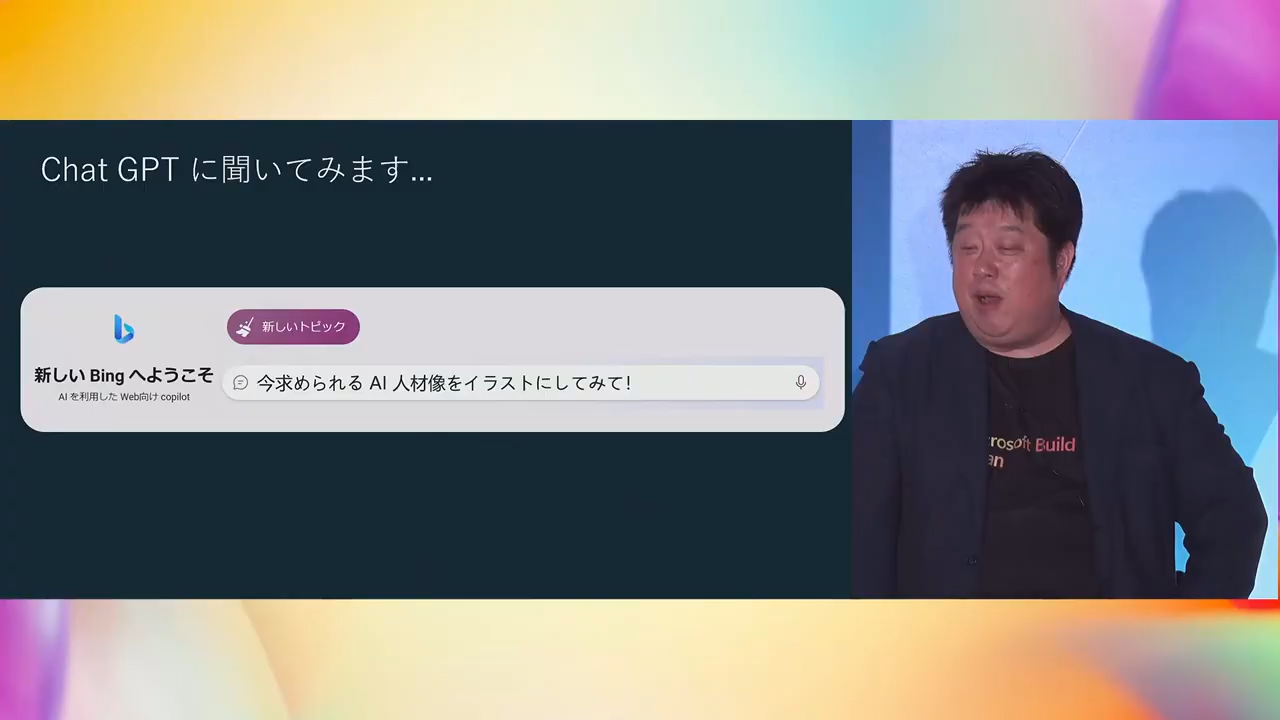 Chat GPT に聞いてみます...
新しいトピック
新しい Bing へようこそ
AI を利用した Web向け copilot
今求められる AI 人材像をイラストにしてみて!
rosoft Build
an